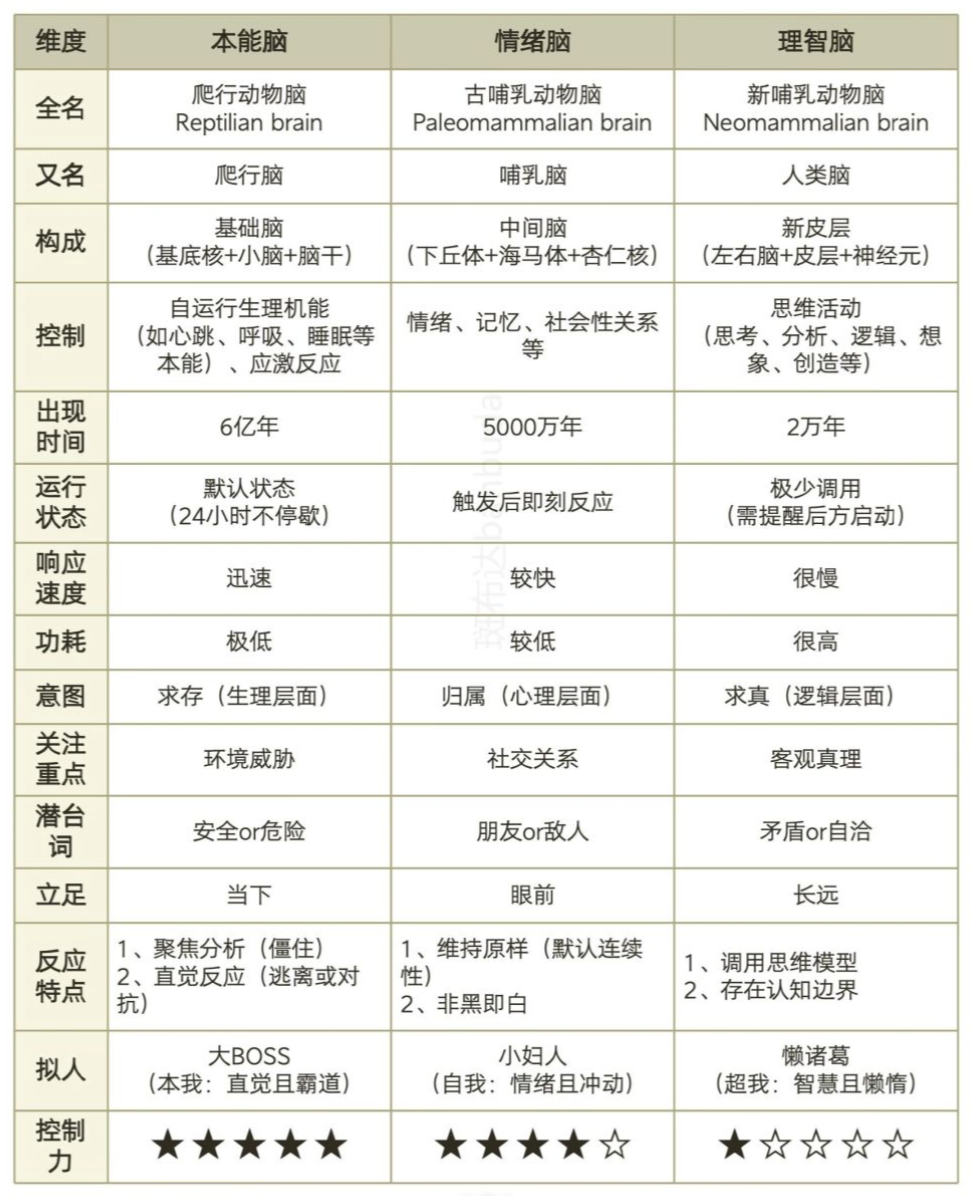 维度 本能脑 情绪脑 理智脑
全名 爬行动物脑 Reptilian brain 古哺乳动物脑 Paleomammalian brain 新哺乳动物脑 Neomammalian brain
又名 爬行脑 哺乳脑 人类脑
构成 基础脑 (基底核+小脑+脑干) 中间脑 (下丘体+海马体+杏仁核) 新皮层 (左右脑+皮层+神经元)
控制 自运行生理机能 (如心跳、呼吸、睡眠等本能)、应激反应 情绪、记忆、社会性关系等 思维活动 (思考、分析、逻辑、想象、创造等)
出现时间 6亿年 5000万年 2万年
运行状态 默认状态 (24小时不停歇) 触发后即刻反应 极少调用 (需提醒后方启动)
响应速度 迅速 较快 很慢
功耗 极低 较低 很高
意图 求存(生理层面) 归属(心理层面) 求真(逻辑层面)
关注重点 环境威胁 社交关系 客观真理
潜台词 安全or危险 朋友or敌人 矛盾or自洽
立足 当下 眼前 长远
反应特点 1、聚焦分析(僵住) 2、直觉反应(逃离或对抗) 1、维持原样(默认连续性) 2、非黑即白 1、调用思维模型 2、存在认知边界
拟人 大BOSS (本我:直觉且霸道) 小妇人 (自我:情绪且冲动) 懒诸葛 (超我:智慧且懒惰)
控制力 ★★★★★ ★★★★☆ ★☆☆☆☆
斑布达banbuda